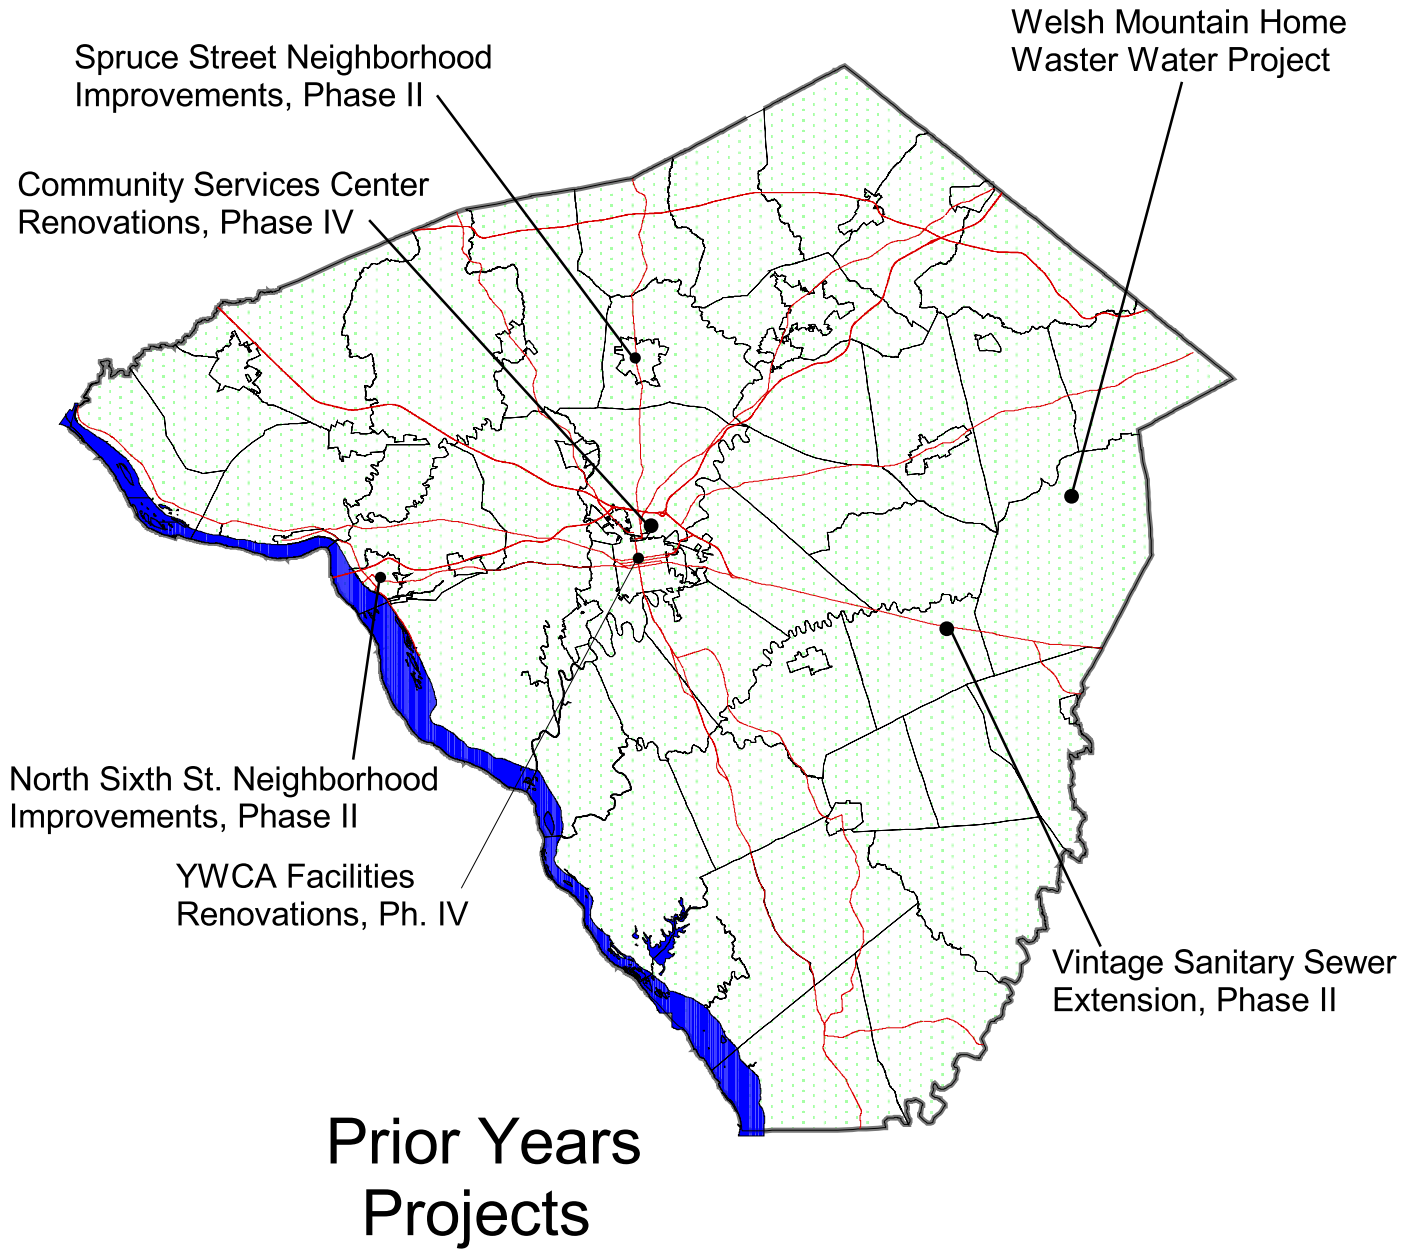 Welsh Mountain Home
Waster Water Project
Spruce Street Neighborhood
Improvements, Phase II
Community Services Center
Renovations, Phase IV
North Sixth St. Neighborhood
Improvements, Phase II
YWCA Facilities
Renovations, Ph. IV
Vintage Sanitary Sewer
Extension, Phase II
Prior Years
Projects